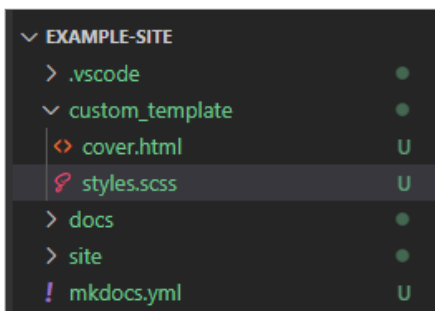 EXAMPLE-SITE
.vscode
custom_template
cover.html U
styles.scss U
docs
site
mkdocs.yml U